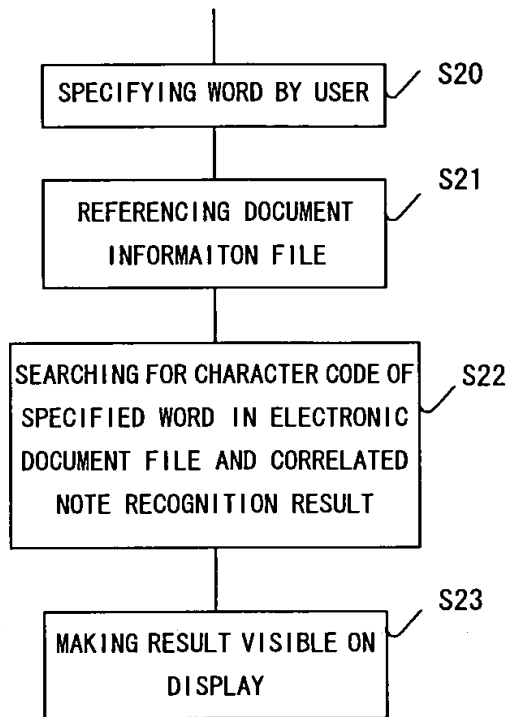 SPECIFYING WORD BY USER
S20
REFERENCING DOCUMENT
INFORMAITON FILE
S21
SEARCHING FOR CHARACTER CODE OF
SPECIFIED WORD IN ELECTRONIC
DOCUMENT FILE AND CORRELATED
NOTE RECOGNITION RESULT
S22
MAKING RESULT VISIBLE ON
DISPLAY
S23